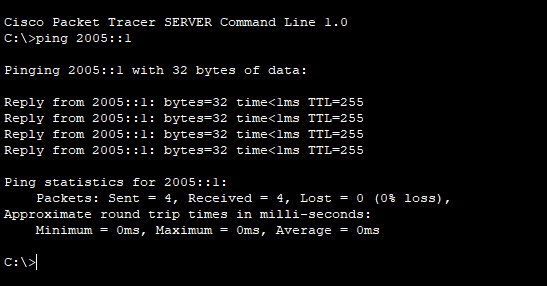 Cisco Packet Tracer SERVER Command Line 1.0
C:\>ping 2005::1
Pinging 2005::1 with 32 bytes of data:
Reply from 2005::1: bytes=32 time<1ms TTL=255
Reply from 2005::1: bytes=32 time<1ms TTL=255
Reply from 2005::1: bytes=32 time<1ms TTL=255
Reply from 2005::1: bytes=32 time<1ms TTL=255
Ping statistics for 2005::1:
Packets: Sent = 4, Received = 4, Lost = 0 (0% loss),
Approximate round trip times in milli-seconds:
Minimum = 0ms, Maximum = 0ms, Average = 0ms
C:\>